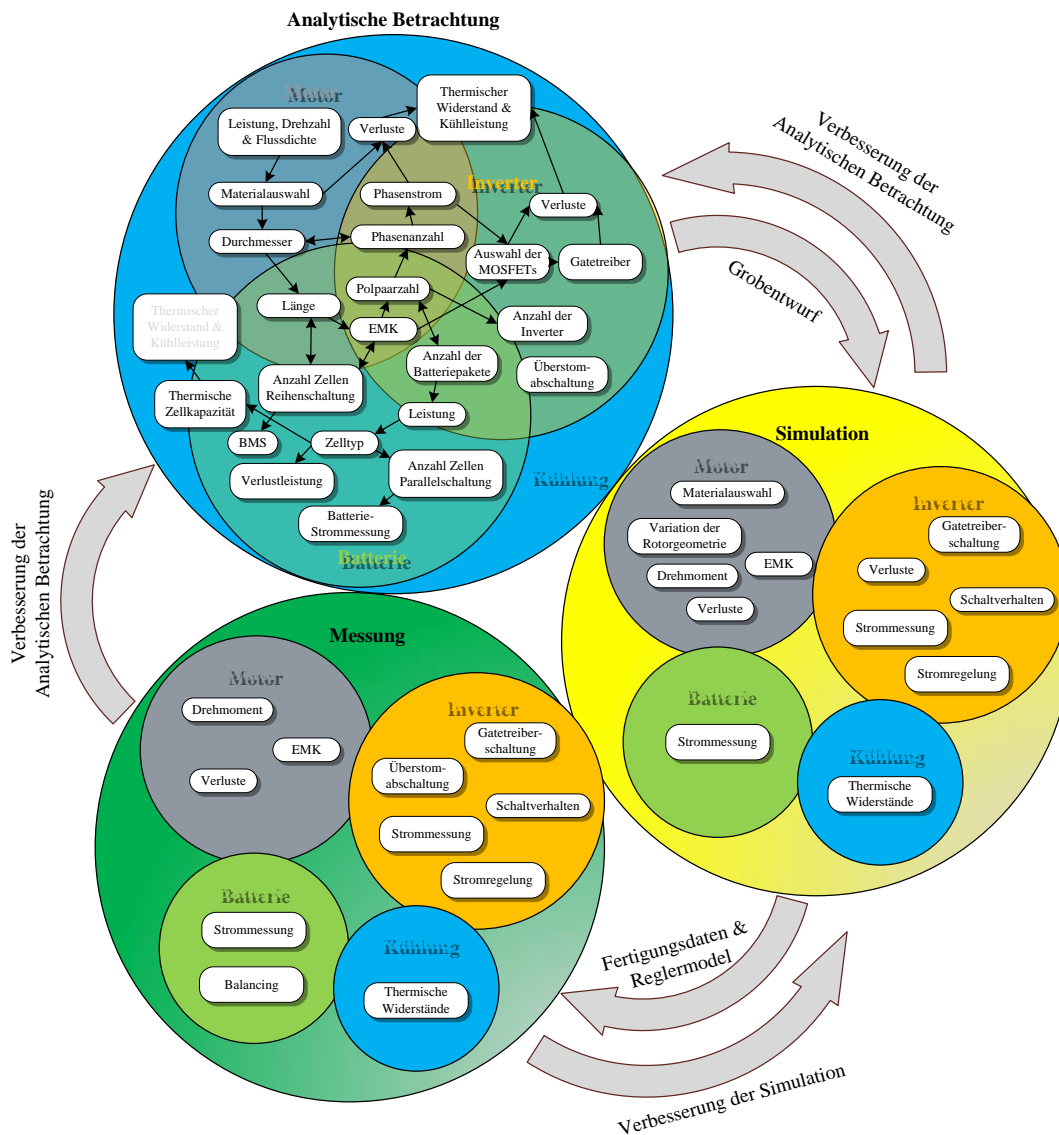 Analytische Betrachtung
Motor
Leistung, Drehzahl
& Flussdichte
Verluste
Thermischer
Widerstand &
Kühlleistung
Materialauswahl
Phasenstrom
Inverter
Verluste
Durchmesser
Phasenanzahl
Auswahl der
MOSFETs
Gatetreiber
Polpaarzahl
Länge
EMK
Anzahl der
Inverter
Thermischer
Widerstand &
Kühlleistung
Anzahl der
Batteriepakete
Überstom-
abschaltung
Anzahl Zellen
Reihenschaltung
Thermische
Zellkapazität
Leistung
BMS
Zelltyp
Verlustleistung
Anzahl Zellen
Parallelschaltung
Batterie-
Strommessung
Batterie
Kühlung
Verbesserung der
Analytischen Betrachtung
Grobentwurf
Simulation
Motor
Materialauswahl
Variation der
Rotorgeometrie
EMK
Drehmoment
Verluste
Inverter
Gatetreiber-
schaltung
Verluste
Schaltverhalten
Strommessung
Stromregelung
Batterie
Strommessung
Kühlung
Thermische
Widerstände
Verbesserung der
Analytischen Betrachtung
Messung
Motor
Drehmoment
EMK
Verluste
Inverter
Gatetreiber-
schaltung
Überstom-
abschaltung
Schaltverhalten
Strommessung
Stromregelung
Batterie
Strommessung
Balancing
Kühlung
Thermische
Widerstände
Fertigungsdaten &
Reglermodel
Verbesserung der Simulation